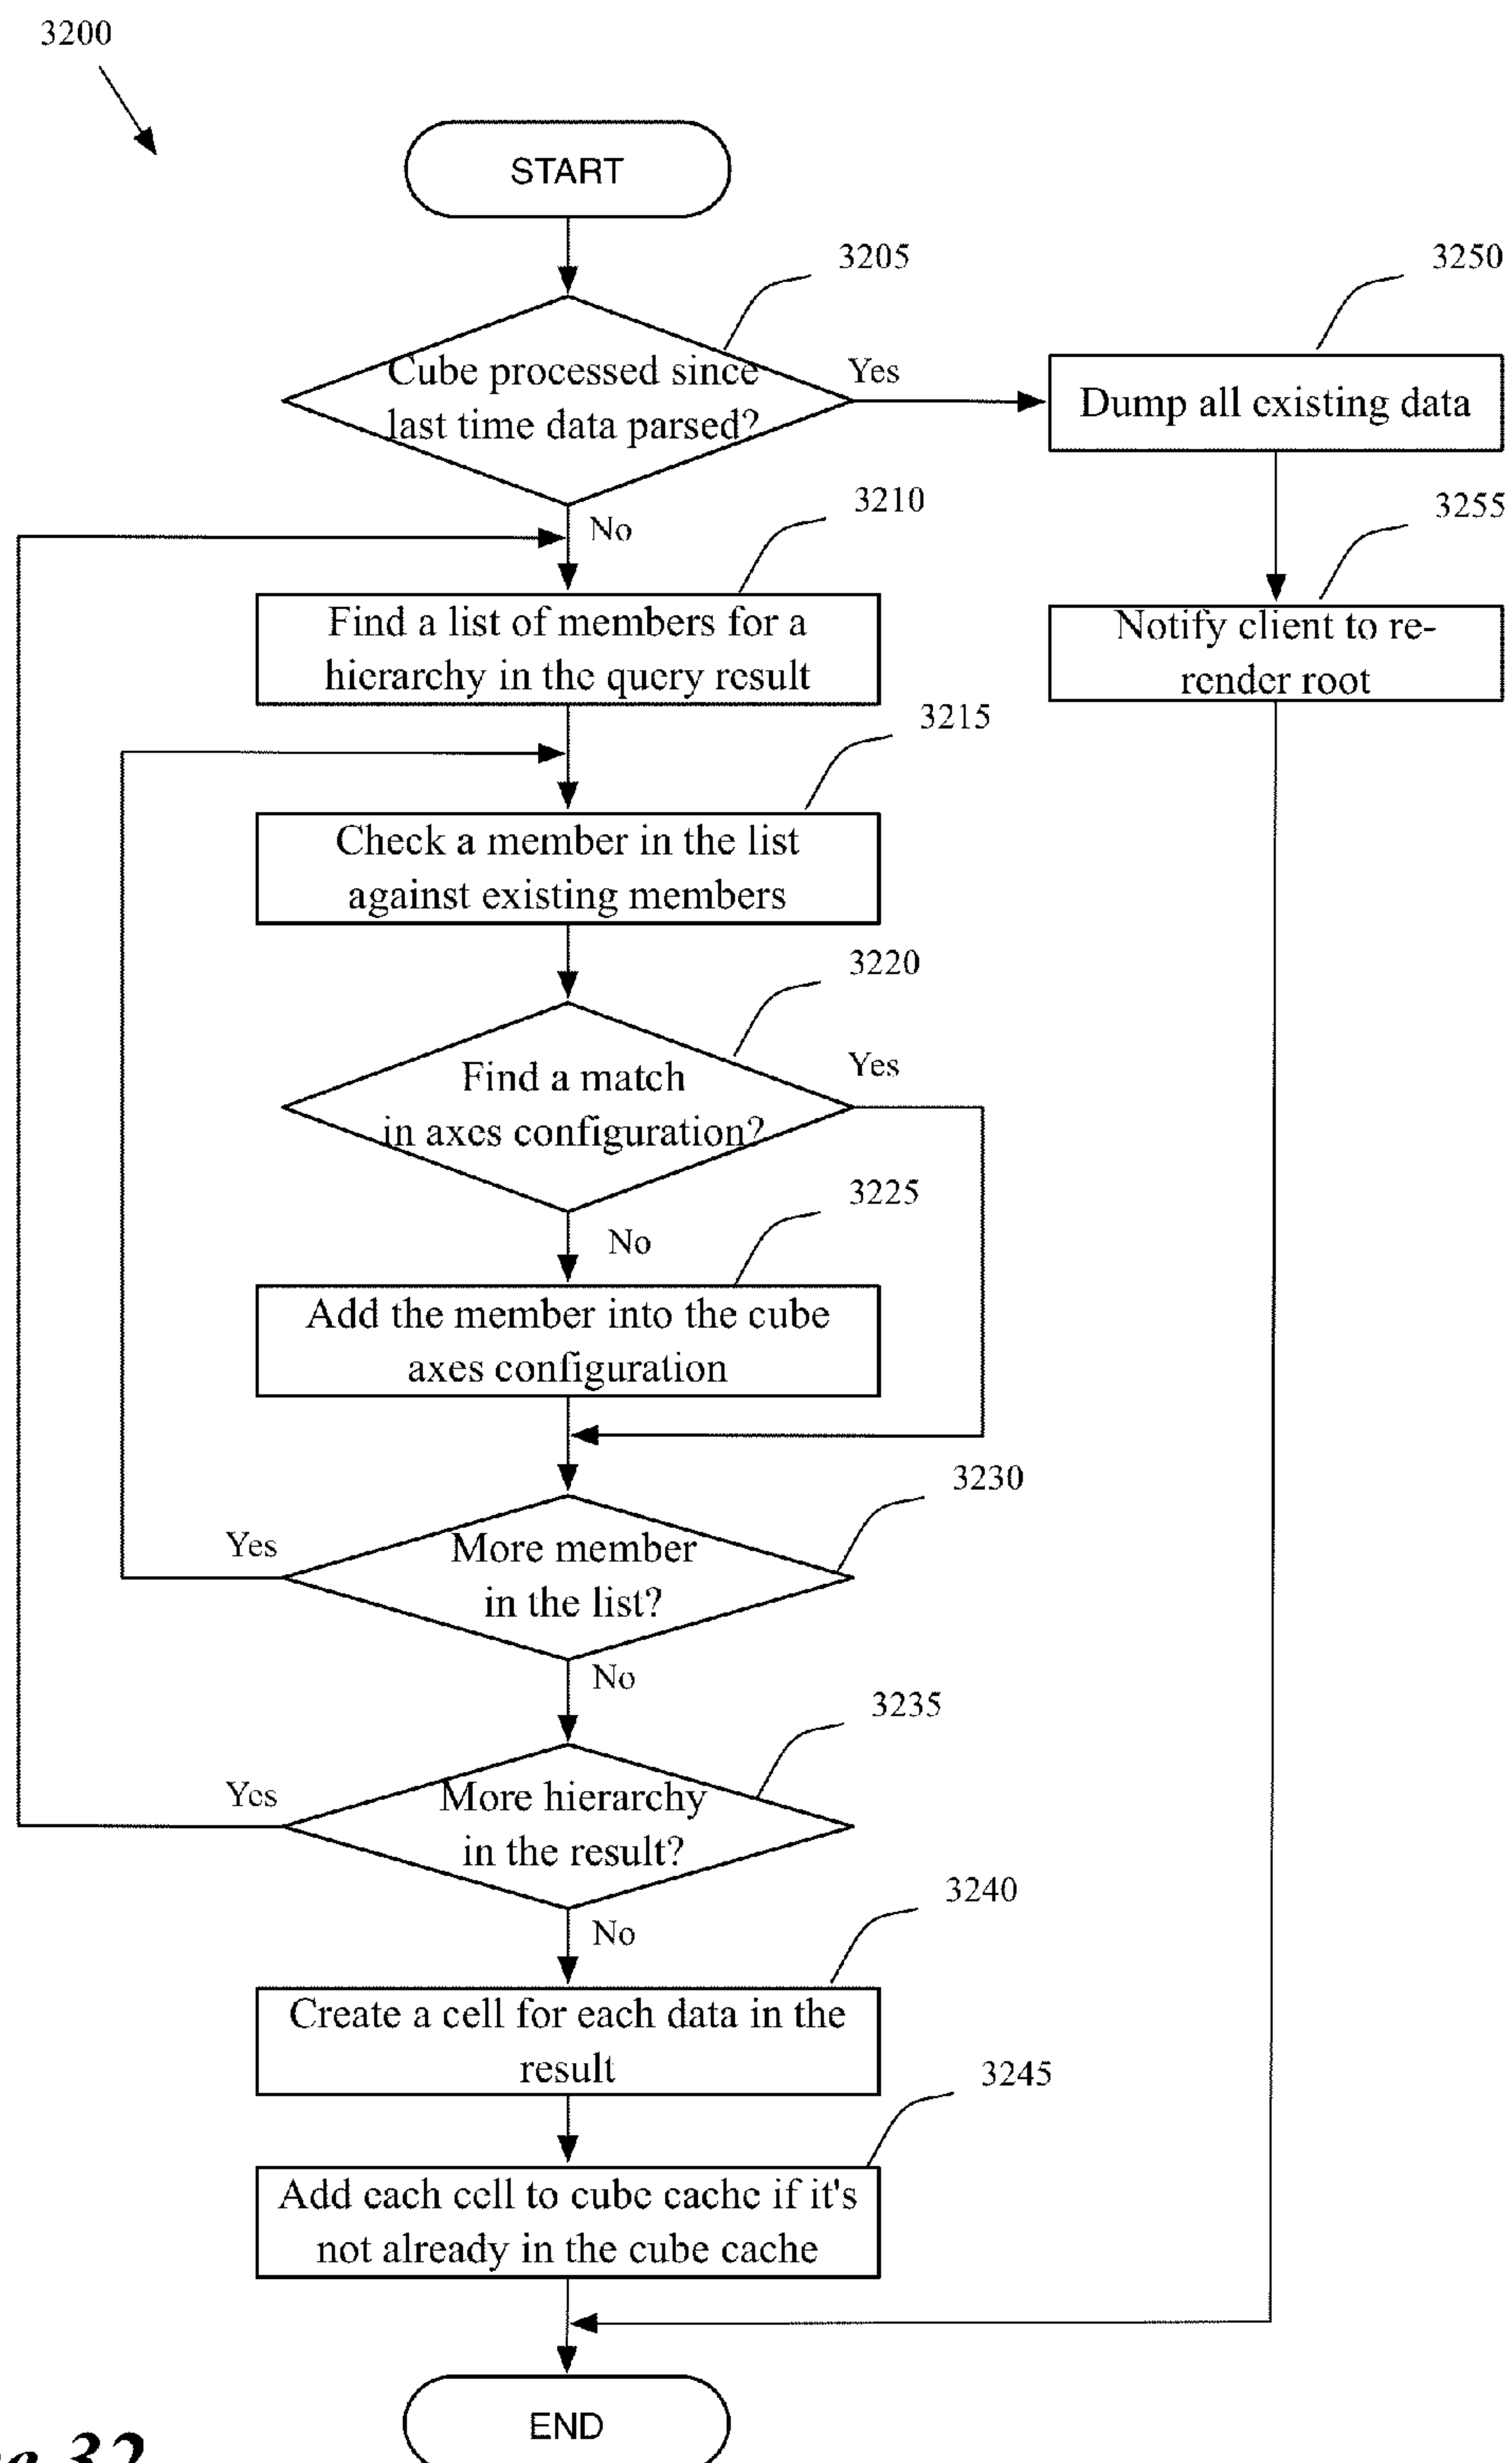 3200
START
3205
Cube processed since
last time data parsed?
Yes
3250
Dump all existing data
No
3210
3255
Find a list of members for a
hierarchy in the query result
Notify client to re-
render root
3215
Check a member in the list
against existing members
3220
Find a match
in axes configuration?
Yes
3225
No
Add the member into the cube
axes configuration
3230
Yes
More member
in the list?
No
3235
Yes
More hierarchy
in the result?
3240
No
Create a cell for each data in the
result
3245
Add each cell to cube cache if it's
not already in the cube cache
END
32